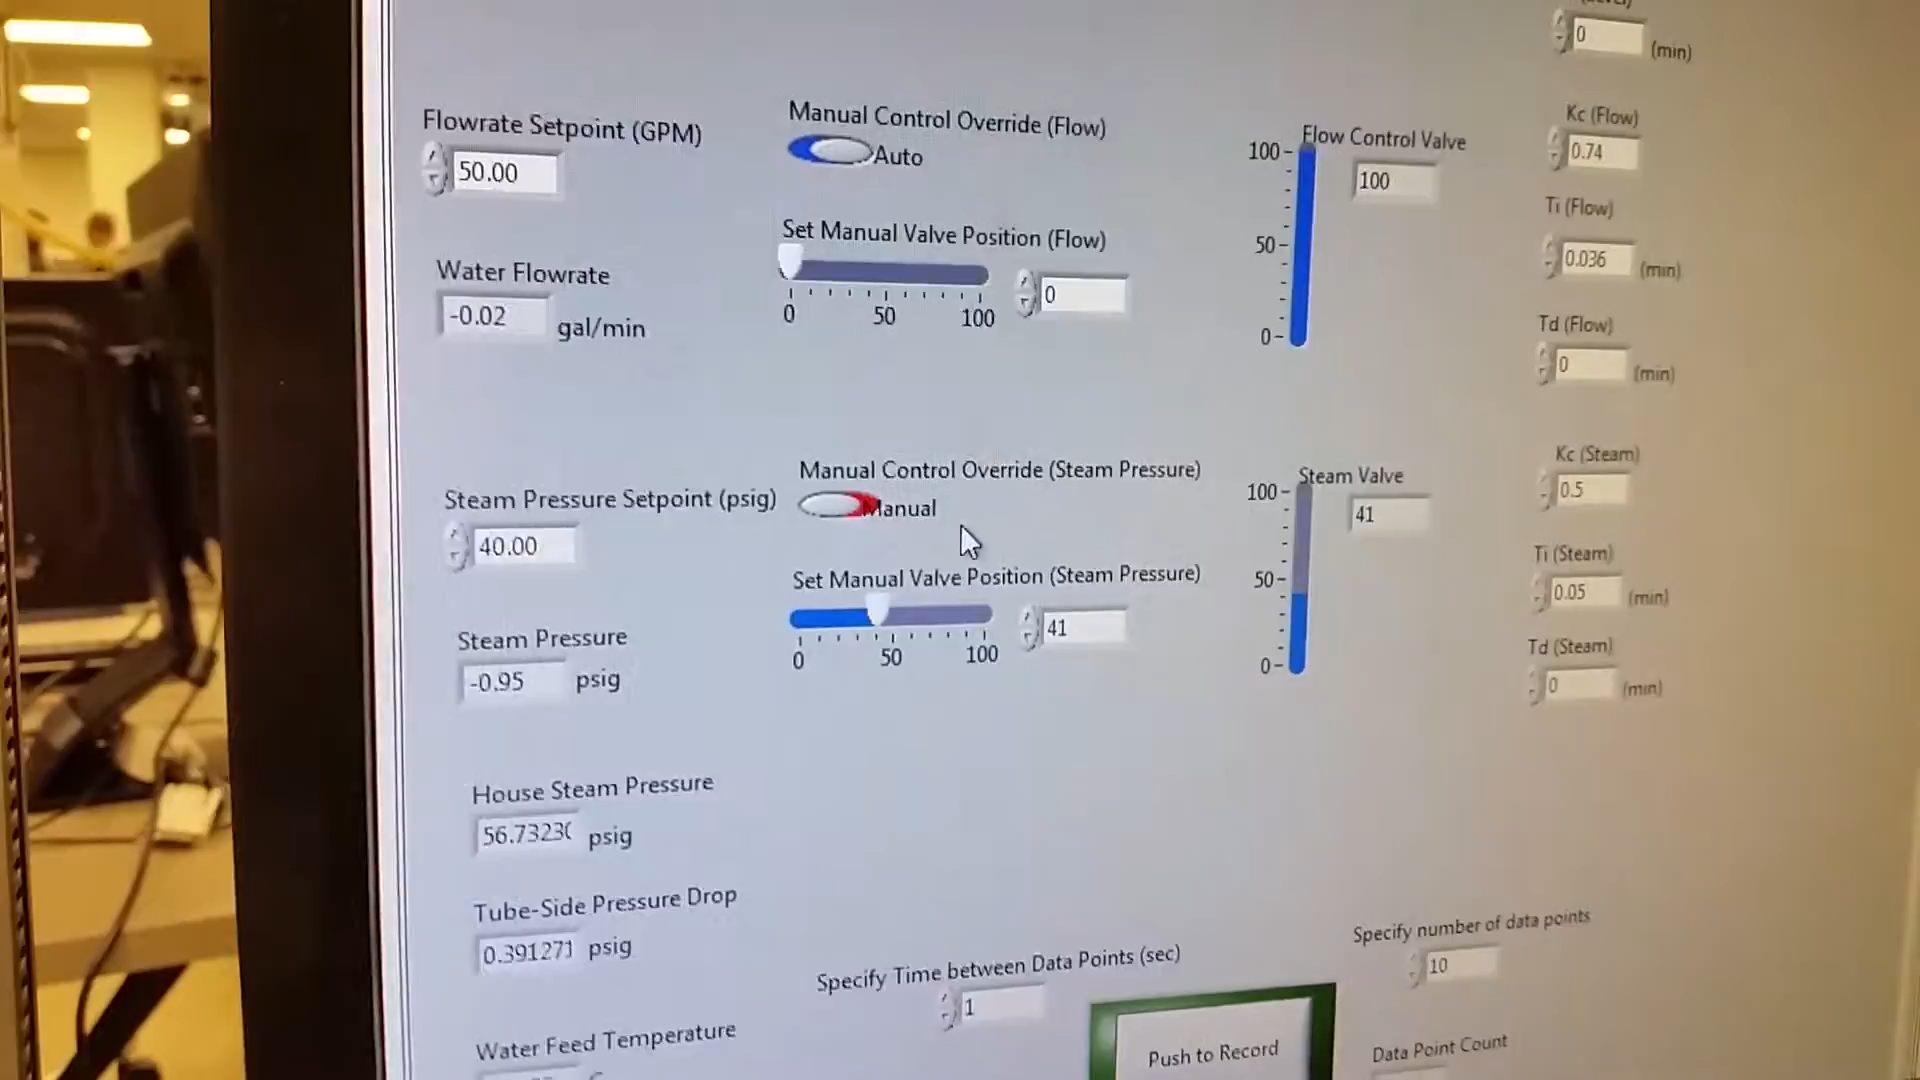 0
(min)
Flowrate Setpoint (GPM)
50.00
Manual Control Override (Flow)
Auto
Flow Control Valve
100
100
50
0
Kc (Flow)
0.74
Ti (Flow)
0.036
(min)
Td (Flow)
0
(min)
Set Manual Valve Position (Flow)
0
50
100
0
Water Flowrate
-0.02
gal/min
Steam Pressure Setpoint (psig)
40.00
Manual Control Override (Steam Pressure)
Manual
Steam Valve
41
100
50
0
Kc (Steam)
0.5
Ti (Steam)
0.05
(min)
Td (Steam)
0
(min)
Set Manual Valve Position (Steam Pressure)
0
50
100
41
Steam Pressure
-0.95
psig
House Steam Pressure
psig
Tube-Side Pressure Drop
0.391271
psig
Specify Time between Data Points (sec)
1
Specify number of data points
10
Water Feed Temperature
Push to Record
Data Point Count